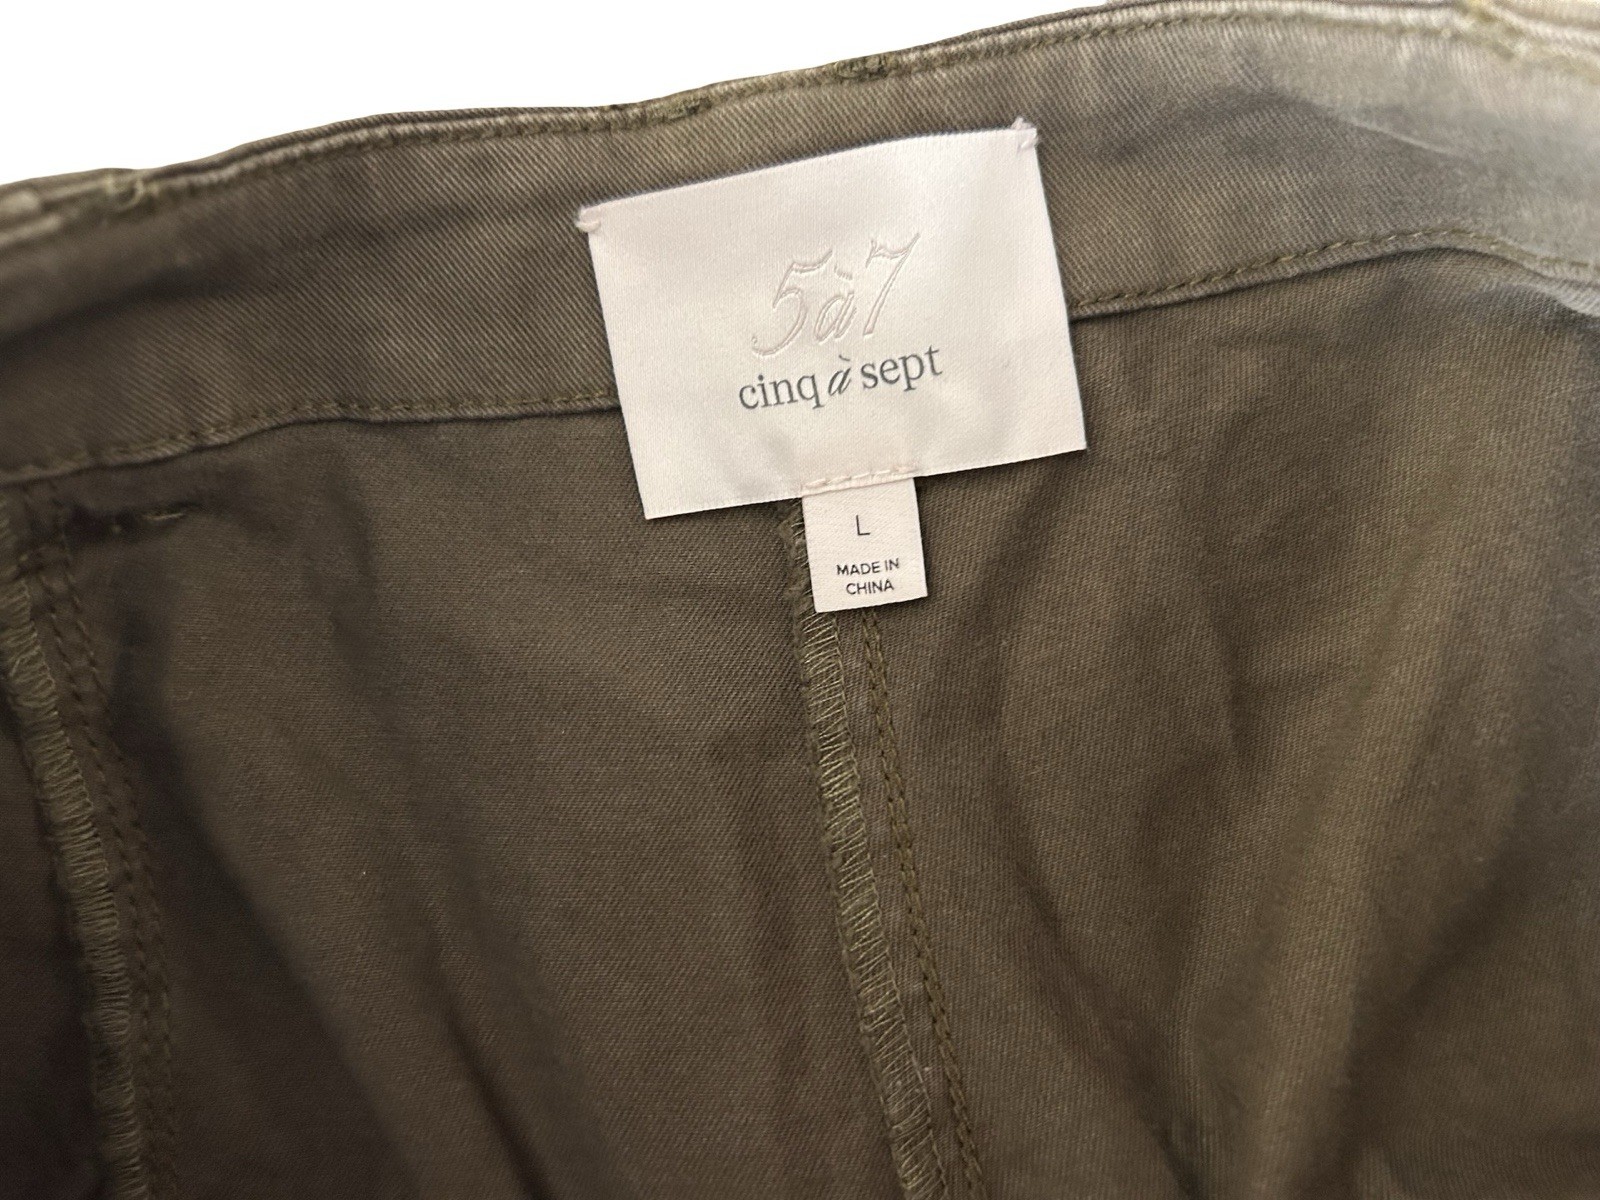 5à7
cinq à sept
L
MADE IN
CHINA